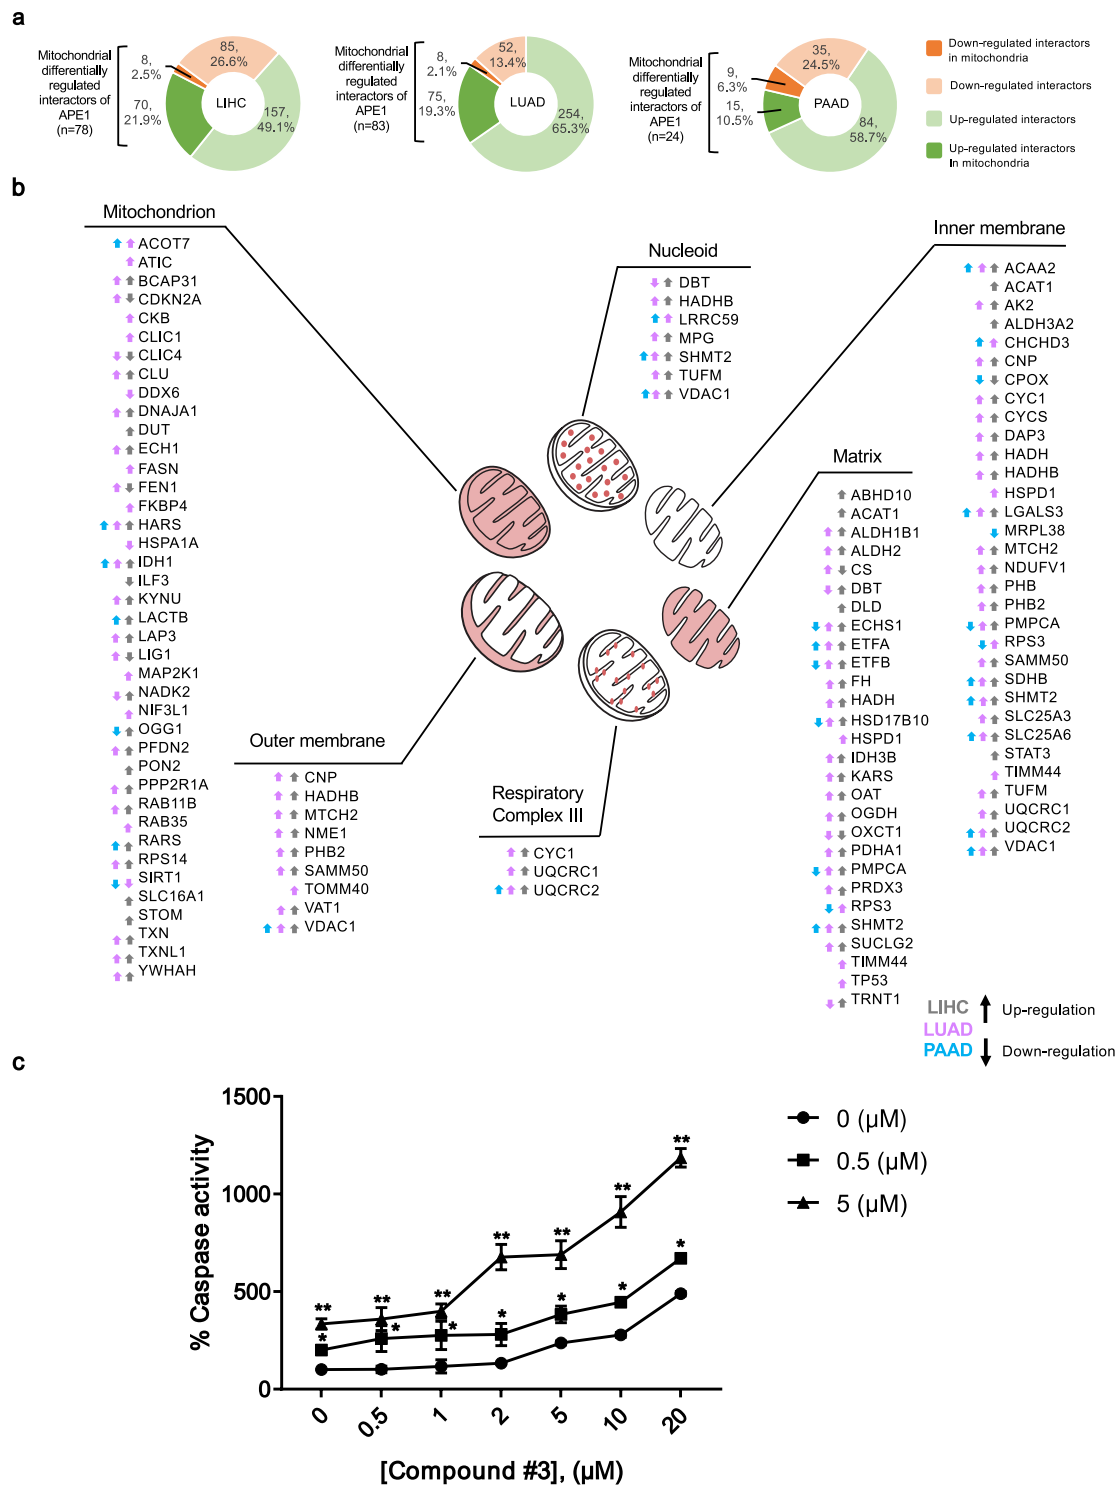 a
Mitochondrial
differentially
regulated
interactors of
APE1
(n=78)
8,
2.5%
85,
26.6%
70,
21.9%
LIHC
157,
49.1%
Mitochondrial
differentially
regulated
interactors of
APE1
(n=83)
8,
2.1%
52,
13.4%
75,
19.3%
LUAD
254,
65.3%
Mitochondrial
differentially
regulated
interactors of
APE1
(n=24)
9,
6.3%
35,
24.5%
15,
10.5%
PAAD
84,
58.7%
Down-regulated interactors
in mitochondria
Down-regulated interactors
Up-regulated interactors
Up-regulated interactors
In mitochondria
b
Mitochondrion
ACOT7
ATIC
BCAP31
CDKN2A
CKB
CLIC1
CLIC4
CLU
DDX6
DNAJA1
DUT
ECH1
FASN
FEN1
FKBP4
HARS
HSPA1A
IDH1
ILF3
KYNU
LACTB
LAP3
LIG1
MAP2K1
NADK2
NIF3L1
OGG1
PFDN2
PON2
PPP2R1A
RAB11B
RAB35
RARS
RPS14
SIRT1
SLC16A1
STOM
TXN
TXNL1
YWHAH
Nucleoid
DBT
HADHB
LRRC59
MPG
SHMT2
TUFM
VDAC1
Inner membrane
ACAA2
ACAT1
AK2
ALDH3A2
CHCHD3
CNP
CPOX
CYC1
CYCS
DAP3
HADH
HADHB
HSPD1
LGALS3
MRPL38
MTCH2
NDUFV1
PHB
PHB2
PMPCA
RPS3
SAMM50
SDHB
SHMT2
SLC25A3
SLC25A6
STAT3
TIMM44
TUFM
UQCRC1
UQCRC2
VDAC1
Matrix
ABHD10
ACAT1
ALDH1B1
ALDH2
CS
DBT
DLD
ECHS1
ETFA
ETFB
FH
HADH
HSD17B10
HSPD1
IDH3B
KARS
OAT
OGDH
OXCT1
PDHA1
PMPCA
PRDX3
RPS3
SHMT2
SUCLG2
TIMM44
TP53
TRNT1
Outer membrane
CNP
HADHB
MTCH2
NME1
PHB2
SAMM50
TOMM40
VAT1
VDAC1
Respiratory
Complex III
CYC1
UQCRC1
UQCRC2
LIHC
LUAD
PAAD
Up-regulation
Down-regulation
c
% Caspase activity
1500
1000
500
0
** ** ** ** ** ** **
* * * * * * *
0 0.5 1 2 5 10 20
[Compound #3], (µM)
0 (µM)
0.5 (µM)
5 (µM)